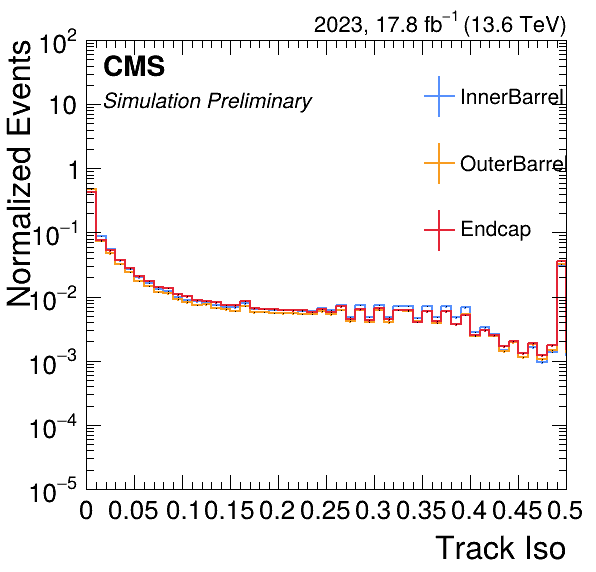 2023, 17.8 fb⁻¹ (13.6 TeV)
CMS
Simulation Preliminary
InnerBarrel
OuterBarrel
Endcap
Normalized Events
10²
10
1
10⁻¹
10⁻²
10⁻³
10⁻⁴
10⁻⁵
0 0.05 0.1 0.15 0.2 0.25 0.3 0.35 0.4 0.45 0.5
Track Iso